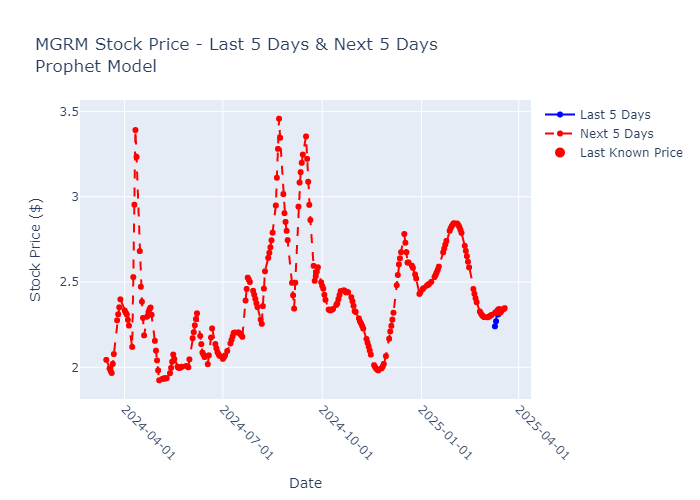 MGRM Stock Price - Last 5 Days & Next 5 Days
Prophet Model
Last 5 Days
Next 5 Days
Last Known Price
Stock Price ($)
3.5
3
2.5
2
2024-04-01
2024-07-01
2024-10-01
2025-01-01
2025-04-01
Date